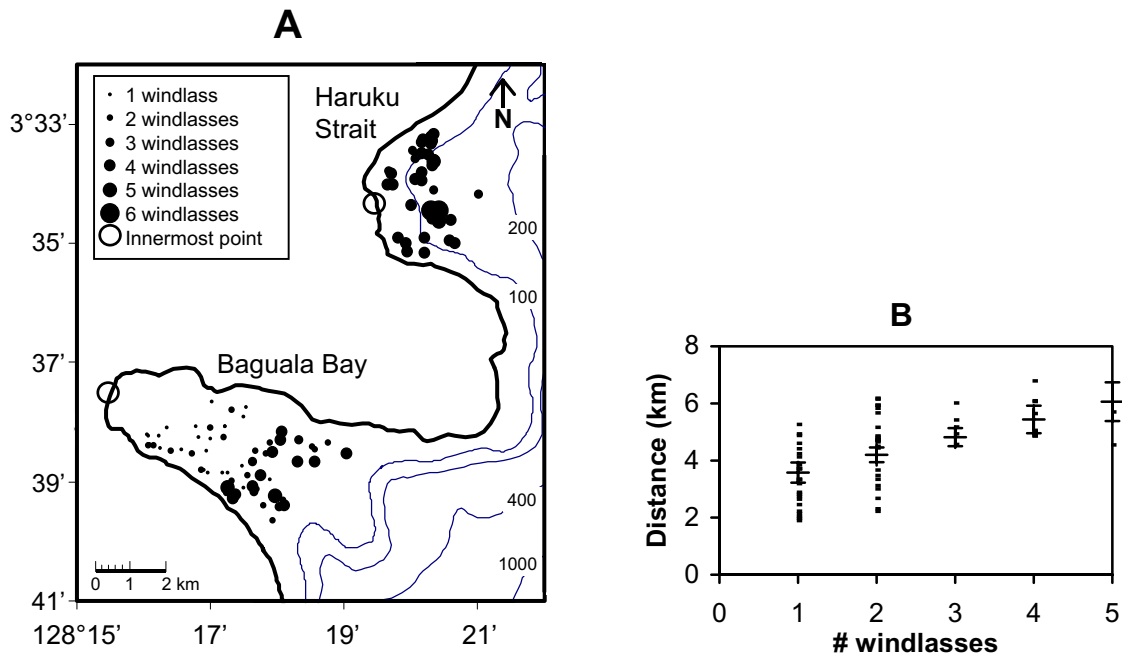 A
1 windlass
2 windlasses
3 windlasses
4 windlasses
5 windlasses
6 windlasses
Innermost point
Haruku
Strait
N
3°33’
35’
37’
39’
41’
200
100
400
1000
Baguala Bay
0 1 2 km
128°15’ 17’ 19’ 21’
B
Distance (km)
8
6
4
2
0
0 1 2 3 4 5
# windlasses